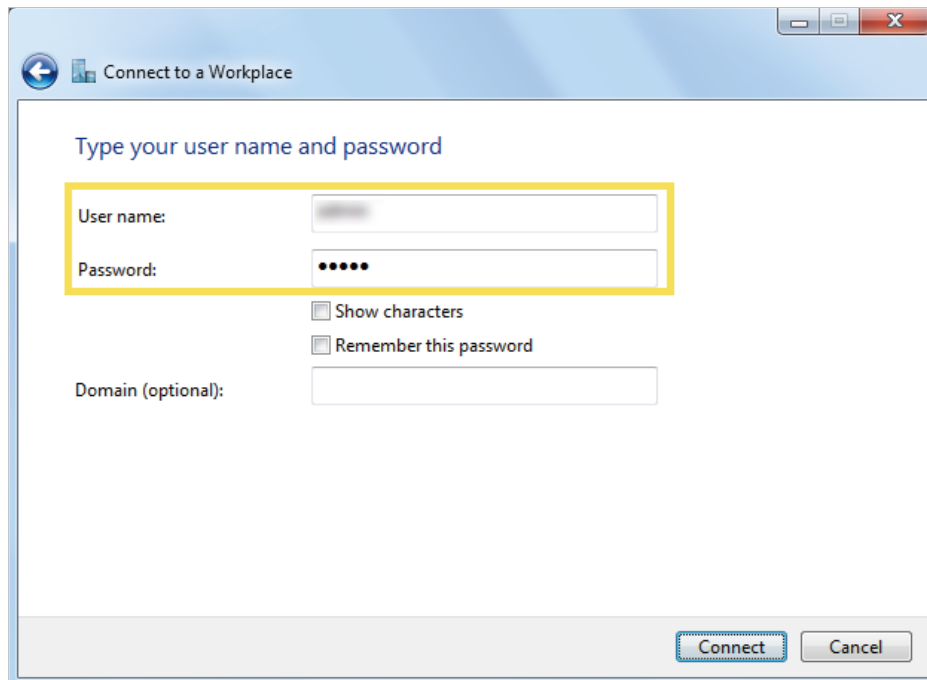 Connect to a Workplace
Type your user name and password
User name:
Password: •••••
Show characters
Remember this password
Domain (optional):
Connect Cancel